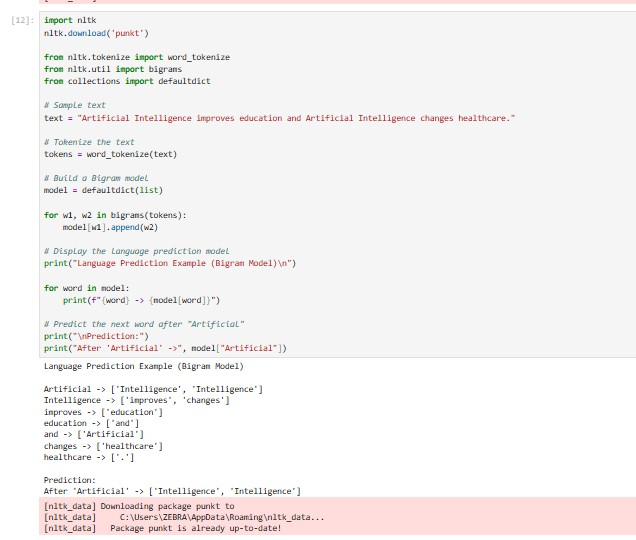 [12]: import nltk
nltk.download('punkt')
from nltk.tokenize import word_tokenize
from nltk.util import bigrams
from collections import defaultdict
# Sample text
text = "Artificial Intelligence improves education and Artificial Intelligence changes healthcare."
# Tokenize the text
tokens = word_tokenize(text)
# Build a Bigram model
model = defaultdict(list)
for w1, w2 in bigrams(tokens):
    model[w1].append(w2)
# Display the language prediction model
print("Language Prediction Example (Bigram Model)\n")
for word in model:
    print(f"{word} -> {model[word]}")
# Predict the next word after "Artificial"
print("\nPrediction:")
print("After 'Artificial' ->", model["Artificial"])
Language Prediction Example (Bigram Model)
Artificial -> ['Intelligence', 'Intelligence']
Intelligence -> ['improves', 'changes']
improves -> ['education']
education -> ['and']
and -> ['Artificial']
changes -> ['healthcare']
healthcare -> ['.']
Prediction:
After 'Artificial' -> ['Intelligence', 'Intelligence']
[nltk_data] Downloading package punkt to
[nltk_data]     C:\Users\ZEBRA\AppData\Roaming\nltk_data...
[nltk_data]   Package punkt is already up-to-date!